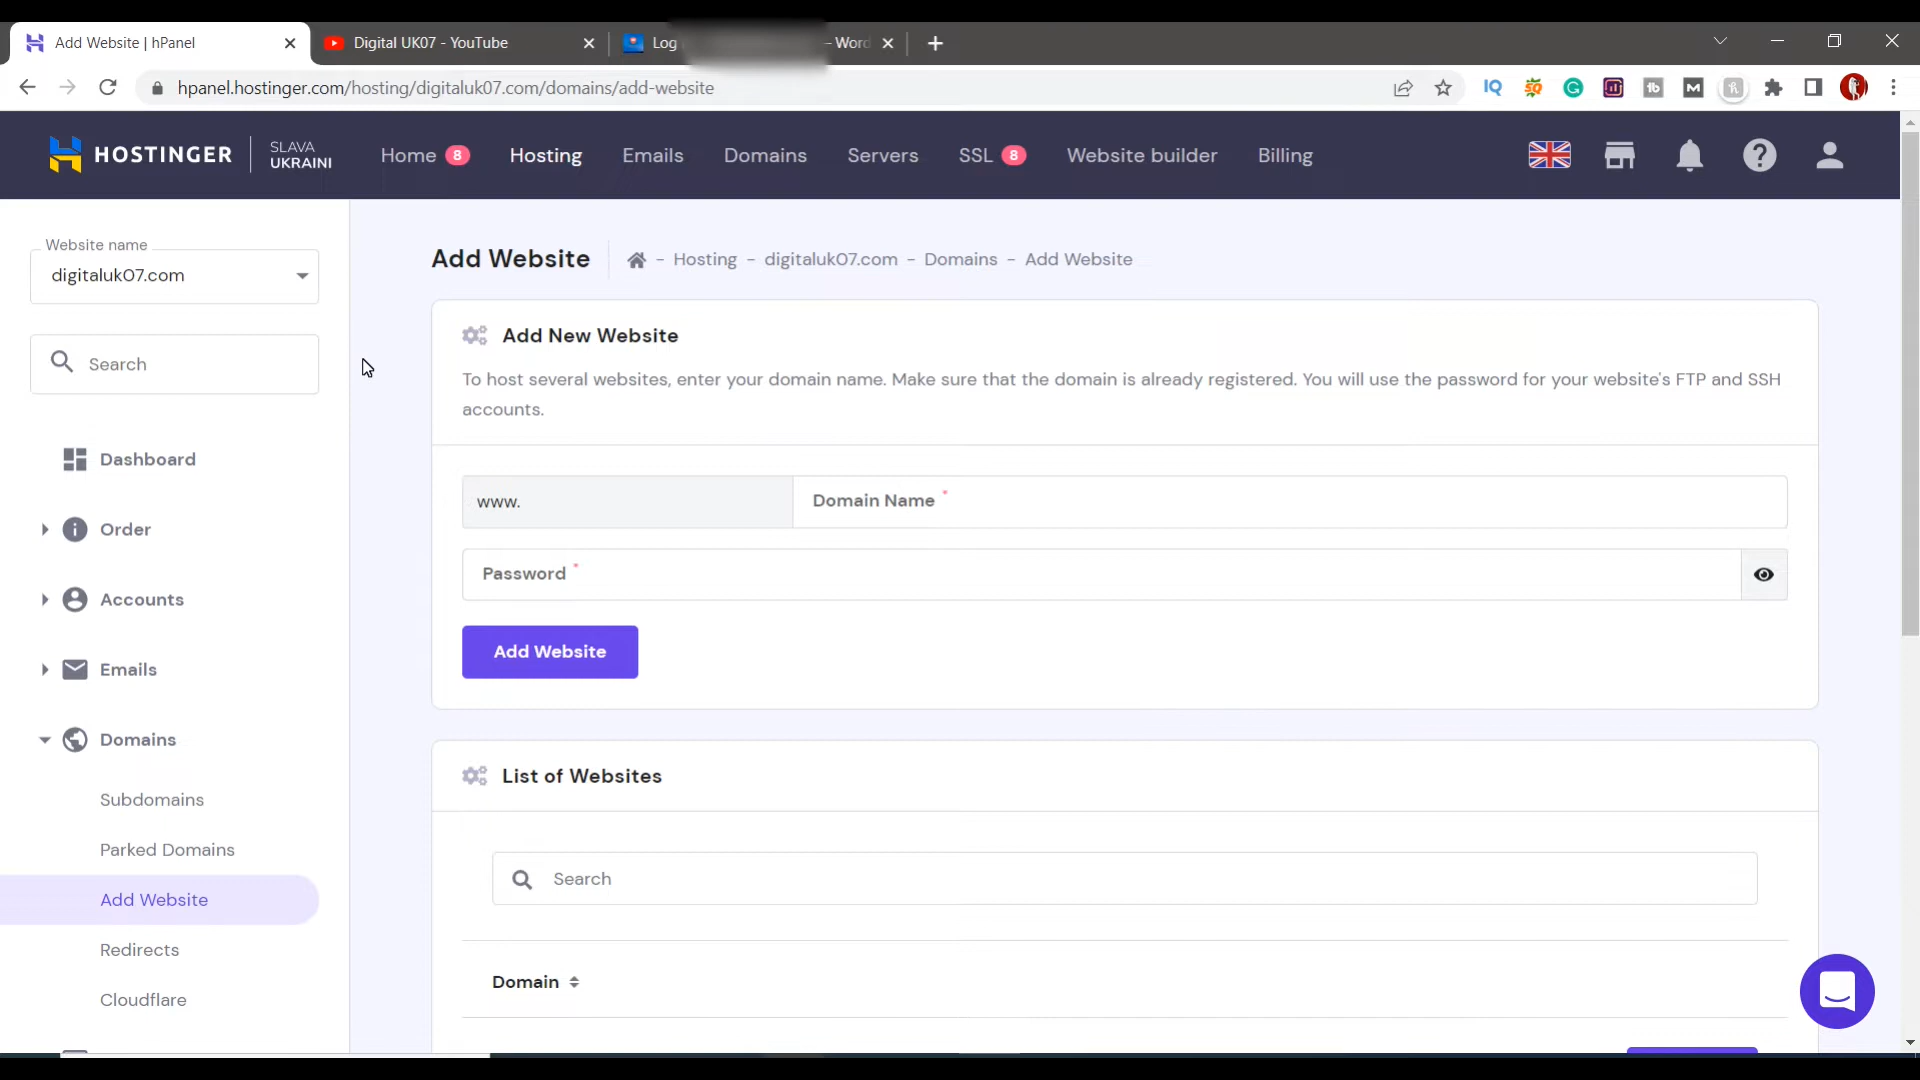 Add Website | hPanel
Digital UK07 - YouTube
Log
- Word
hpanel.hostinger.com/hosting/digitaluk07.com/domains/add-website
HOSTINGER
SLAVA
UKRAINI
Home 8
Hosting
Emails
Domains
Servers
SSL 8
Website builder
Billing
Website name
digitaluk07.com
Search
Dashboard
Order
Accounts
Emails
Domains
Subdomains
Parked Domains
Add Website
Redirects
Cloudflare
Add Website
- Hosting - digitaluk07.com - Domains - Add Website
Add New Website
To host several websites, enter your domain name. Make sure that the domain is already registered. You will use the password for your website's FTP and SSH
accounts.
www.
Domain Name *
Password *
Add Website
List of Websites
Search
Domain